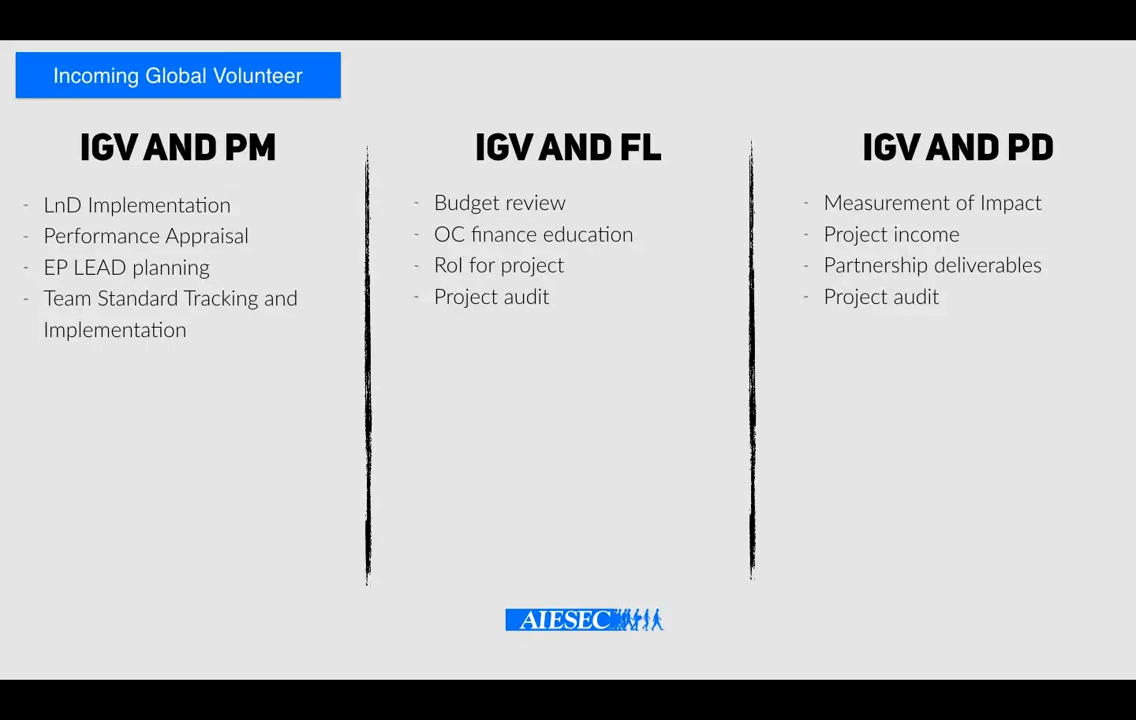 Incoming Global Volunteer
IGV AND PM
- LnD Implementation
- Performance Appraisal
- EP LEAD planning
- Team Standard Tracking and
Implementation
IGV AND FL
- Budget review
- OC finance education
- RoI for project
- Project audit
IGV AND PD
- Measurement of Impact
- Project income
- Partnership deliverables
- Project audit
AIESEC